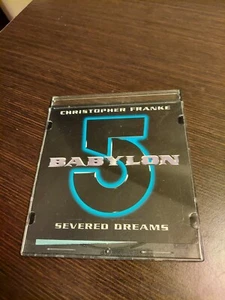 CHRISTOPHER FRANKE
5
BABYLON
SEVERED DREAMS